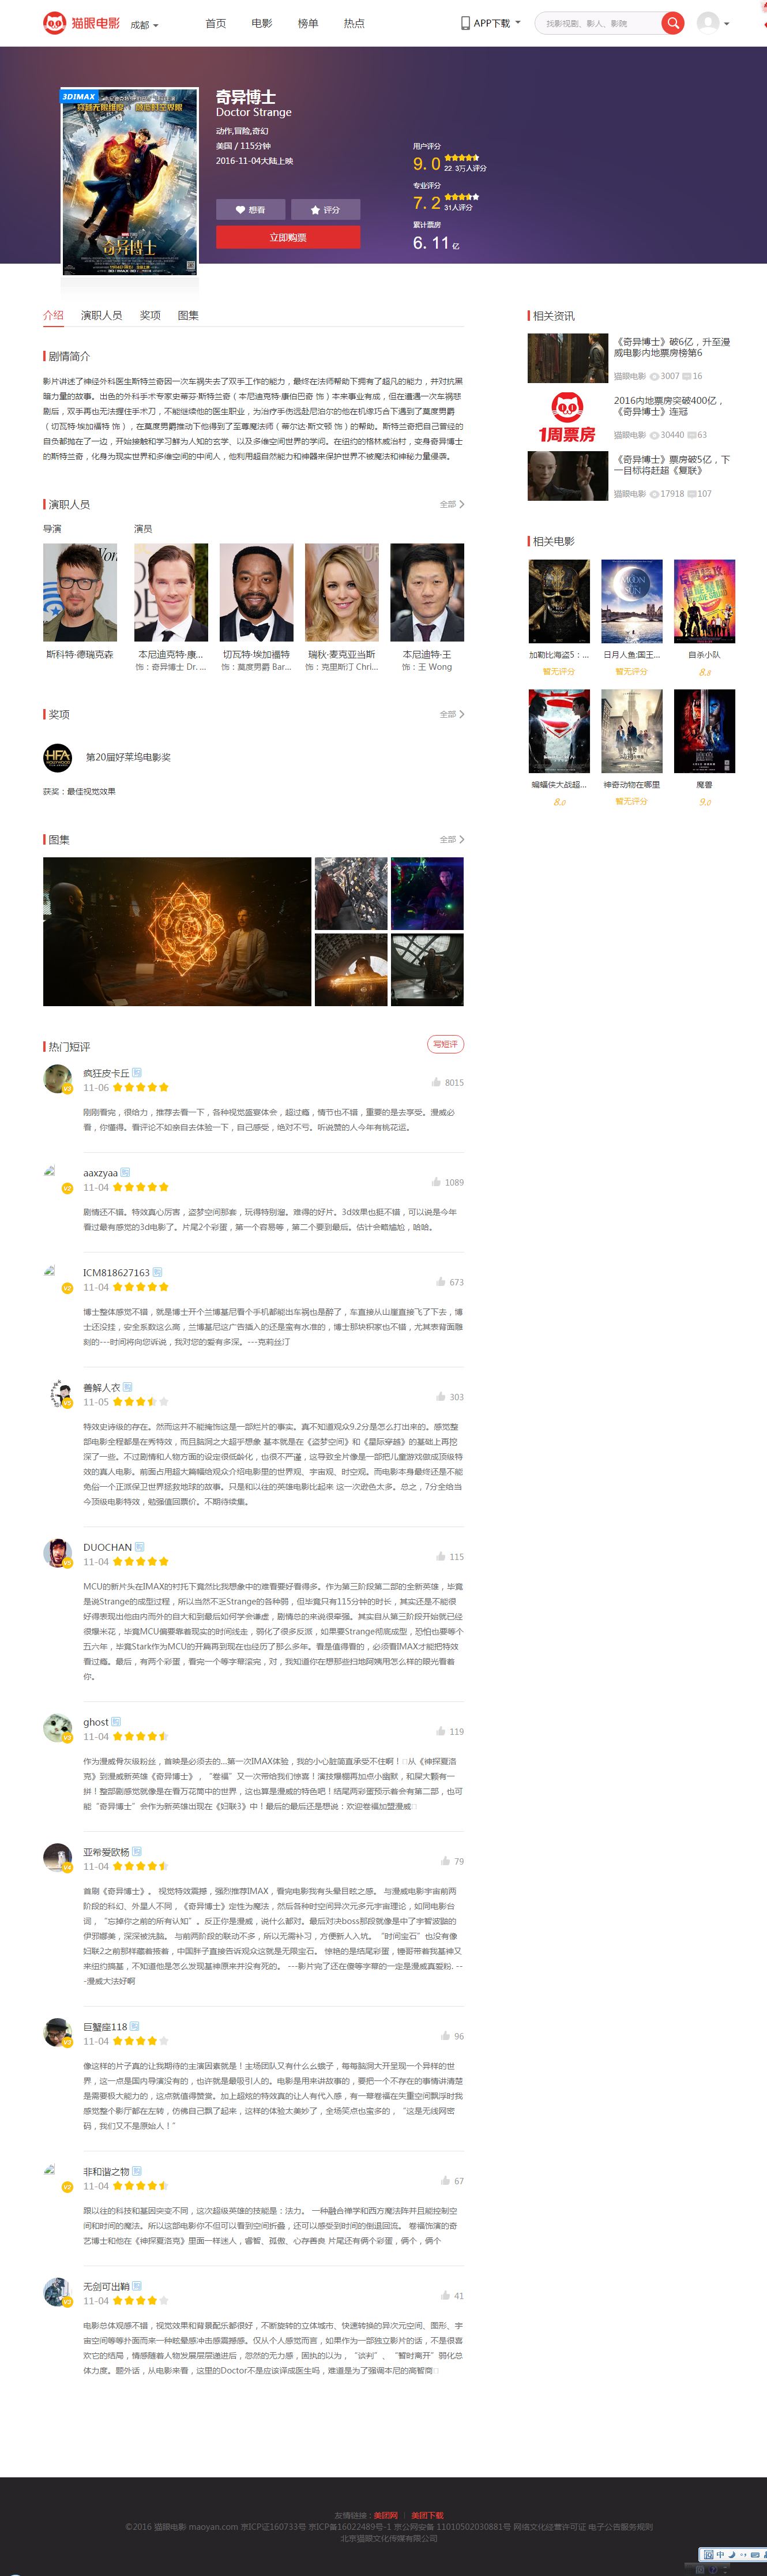 猫眼电影
成都
首页 电影 榜单 热点
APP下载
找影视剧、影人、影院
3DIMAX
奇异博士
奇异博士
Doctor Strange
动作,冒险,奇幻
美国 / 115分钟
2016-11-04大陆上映
想看 评分
立即购票
用户评分
9.0
22.3万人评分
专业评分
7.2
31人评分
累计票房
6.11亿
介绍 演职人员 奖项 图集
剧情简介
影片讲述了神经外科医生斯特兰奇因一次车祸失去了双手工作的能力，最终在法师帮助下拥有了超凡的能力，并对抗黑
暗力量的故事。出色的外科手术专家史蒂芬·斯特兰奇（本尼迪克特·康伯巴奇 饰）本来事业有成，但在遭遇一次车祸悲
剧后，双手再也无法握住手术刀，不能继续他的医生职业，为治疗手伤远赴尼泊尔的他在机缘巧合下遇到了莫度男爵
（切瓦特·埃加福特 饰），在莫度男爵推动下他得到了至尊魔法师（蒂尔达·斯文顿 饰）的帮助。斯特兰奇把自己曾经的
自负都抛在了一边，开始接触和学习鲜为人知的玄学、以及多维空间世界的学问。在纽约的格林威治村，变身奇异博士
的斯特兰奇，化身为现实世界和多维空间的中间人，他利用超自然能力和神器来保护世界不被魔法和神秘力量侵袭。
演职人员
全部
导演 演员
斯科特·德瑞克森
本尼迪克特·康...
饰：奇异博士 Dr. ...
切瓦特·埃加福特
饰：莫度男爵 Bar...
瑞秋·麦克亚当斯
饰：克里斯汀 Chri...
本尼迪特·王
饰：王 Wong
奖项
全部
HFA
第20届好莱坞电影奖
获奖：最佳视觉效果
图集
全部
热门短评
写短评
疯狂皮卡丘
11-06
8015
刚刚看完，很给力，推荐去看一下，各种视觉盛宴体会，超过瘾，情节也不错，重要的是去享受。漫威必
看，你懂得。看评论不如亲自去体验一下，自己感受，绝对不亏。听说赞的人今年有桃花运。
aaxzyaa
11-04
1089
剧情还不错。特效真心厉害，盗梦空间那套，玩得特别溜。难得的好片。3d效果也挺不错，可以说是今年
看过最有感觉的3d电影了。片尾2个彩蛋，第一个容易等，第二个要到最后。估计会尴尬尬，哈哈。
ICM818627163
11-04
673
博士整体感觉不错，就是博士开个兰博基尼看个手机都能出车祸也是醉了，车直接从山崖直接飞了下去，博
士还没挂，安全系数这么高，兰博基尼这广告插入的还是蛮有水准的，博士那块积家也不错，尤其表背面雕
刻的---时间将向您诉说，我对您的爱有多深。---克莉丝汀
善解人衣
11-05
303
特效史诗级的存在。然而这并不能掩饰这是一部烂片的事实。真不知道观众9.2分是怎么打出来的。感觉整
部电影全程都是在秀特效，而且脑洞之大超乎想象 基本就是在《盗梦空间》和《星际穿越》的基础上再挖
深了一些。不过剧情和人物方面的设定很低龄化，也很不严谨，这导致全片像是一部把儿童游戏做成顶级特
效的真人电影。前面占用超大篇幅给观众介绍电影里的世界观、宇宙观、时空观。而电影本身最终还是不能
免俗一个正派保卫世界拯救地球的故事。只是和以往的英雄电影比起来 这一次逊色太多。总之，7分全给当
今顶级电影特效，勉强值回票价。不期待续集。
DUOCHAN
11-04
115
MCU的新片头在IMAX的衬托下竟然比我想象中的难看要好看得多。作为第三阶段第二部的全新英雄，毕竟
是说Strange的成型过程，所以当然不乏Strange的各种弱，但毕竟只有115分钟的时长，其实还是不能很
好得表现出他由内而外的自大和到最后如何学会谦虚，剧情总的来说很牵强。其实自从第三阶段开始就已经
很爆米花，毕竟MCU偏要靠着现实的时间线走，弱化了很多反派，如果要Strange彻底成型，恐怕也要等个
五六年，毕竟Stark作为MCU的开篇再到现在也经历了那么多年。看是值得看的，必须看IMAX才能把特效
看过瘾。最后，有两个彩蛋，看完一个等字幕滚完，对，我知道你在想那些扫地阿姨用怎么样的眼光看着
你。
ghost
11-04
119
作为漫威骨灰级粉丝，首映是必须去的...第一次IMAX体验，我的小心脏简直承受不住啊！□从《神探夏洛
克》到漫威新英雄《奇异博士》，“卷福”又一次带给我们惊喜！演技爆棚再加点小幽默，和屎大颗有一
拼！整部剧感觉就像是在看万花筒中的世界，这也算是漫威的特色吧！结尾两彩蛋预示着会有第二部，也可
能“奇异博士”会作为新英雄出现在《妇联3》中！最后的最后还是想说：欢迎卷福加盟漫威□
亚希爱欧杨
11-04
79
首刷《奇异博士》。 视觉特效震撼，强烈推荐IMAX，看完电影我有头晕目眩之感。 与漫威电影宇宙前两
阶段的科幻、外星人不同，《奇异博士》定性为魔法，然后各种时空间异次元多元宇宙理论，如同电影台
词，“忘掉你之前的所有认知”。反正你是漫威，说什么都对。最后对决boss那段就像是中了宇智波鼬的
伊邪娜美，深深被洗脑。 与前两阶段的联动不多，所以无需补习，方便新人入坑。 “时间宝石”也没有像
妇联2之前那样藏着掖着，中国胖子直接告诉观众这就是无限宝石。 惊艳的是结尾彩蛋，锤哥带着找基神又
来纽约搞基，不知道他是怎么发现基神原来并没有死的。 ---影片完了还在傻等字幕的一定是漫威真爱粉. --
-漫威大法好啊
巨蟹座118
11-04
96
像这样的片子真的让我期待的主演因素就是！主场团队又有什么幺蛾子，每每脑洞大开呈现一个异样的世
界，这一点是国内导演没有的，也许就是最吸引人的。电影是用来讲故事的，要把一个不存在的事情讲清楚
是需要极大能力的，这点就值得赞赏。加上超炫的特效真的让人有代入感，有一章卷福在失重空间飘浮时我
感觉整个影厅都在左转，仿佛自己飘了起来，这样的体验太美妙了，全场笑点也蛮多的，“这是无线网密
码，我们又不是原始人！”
非和谐之物
11-04
67
跟以往的科技和基因突变不同，这次超级英雄的技能是：法力。 一种融合禅学和西方魔法阵并且能控制空
间和时间的魔法。所以这部电影你不但可以看到空间折叠，还可以感受到时间的倒退回流。 卷福饰演的奇
艺博士和他在《神探夏洛克》里面一样迷人，睿智、孤傲、心存善良 片尾还有俩个彩蛋，俩个，俩个
无剑可出鞘
11-04
41
电影总体观感不错，视觉效果和背景配乐都很好，不断旋转的立体城市、快速转换的异次元空间、图形、宇
宙空间等等扑面而来一种眩晕感冲击感震撼感。仅从个人感觉而言，如果作为一部独立影片的话，不是很喜
欢它的结局，情感随着人物发展层层递进后，忽然的无力感，固执的以为，“谈判”、“暂时离开”弱化总
体力度。题外话，从电影来看，这里的Doctor不是应该译成医生吗，难道是为了强调本尼的高智商□
相关资讯
《奇异博士》破6亿，升至漫
威电影内地票房榜第6
猫眼电影 3007 16
1周票房
2016内地票房突破400亿，
《奇异博士》连冠
猫眼电影 30440 63
《奇异博士》票房破5亿，下
一目标将赶超《复联》
猫眼电影 17918 107
相关电影
加勒比海盗5：...
暂无评分
日月人鱼:国王...
暂无评分
自杀小队
8.8
蝙蝠侠大战超...
8.0
神奇动物在哪里
暂无评分
魔兽
9.0
友情链接 : 美团网 | 美团下载
©2016 猫眼电影 maoyan.com 京ICP证160733号 京ICP备16022489号-1 京公网安备 11010502030881号 网络文化经营许可证 电子公告服务规则
北京猫眼文化传媒有限公司
中